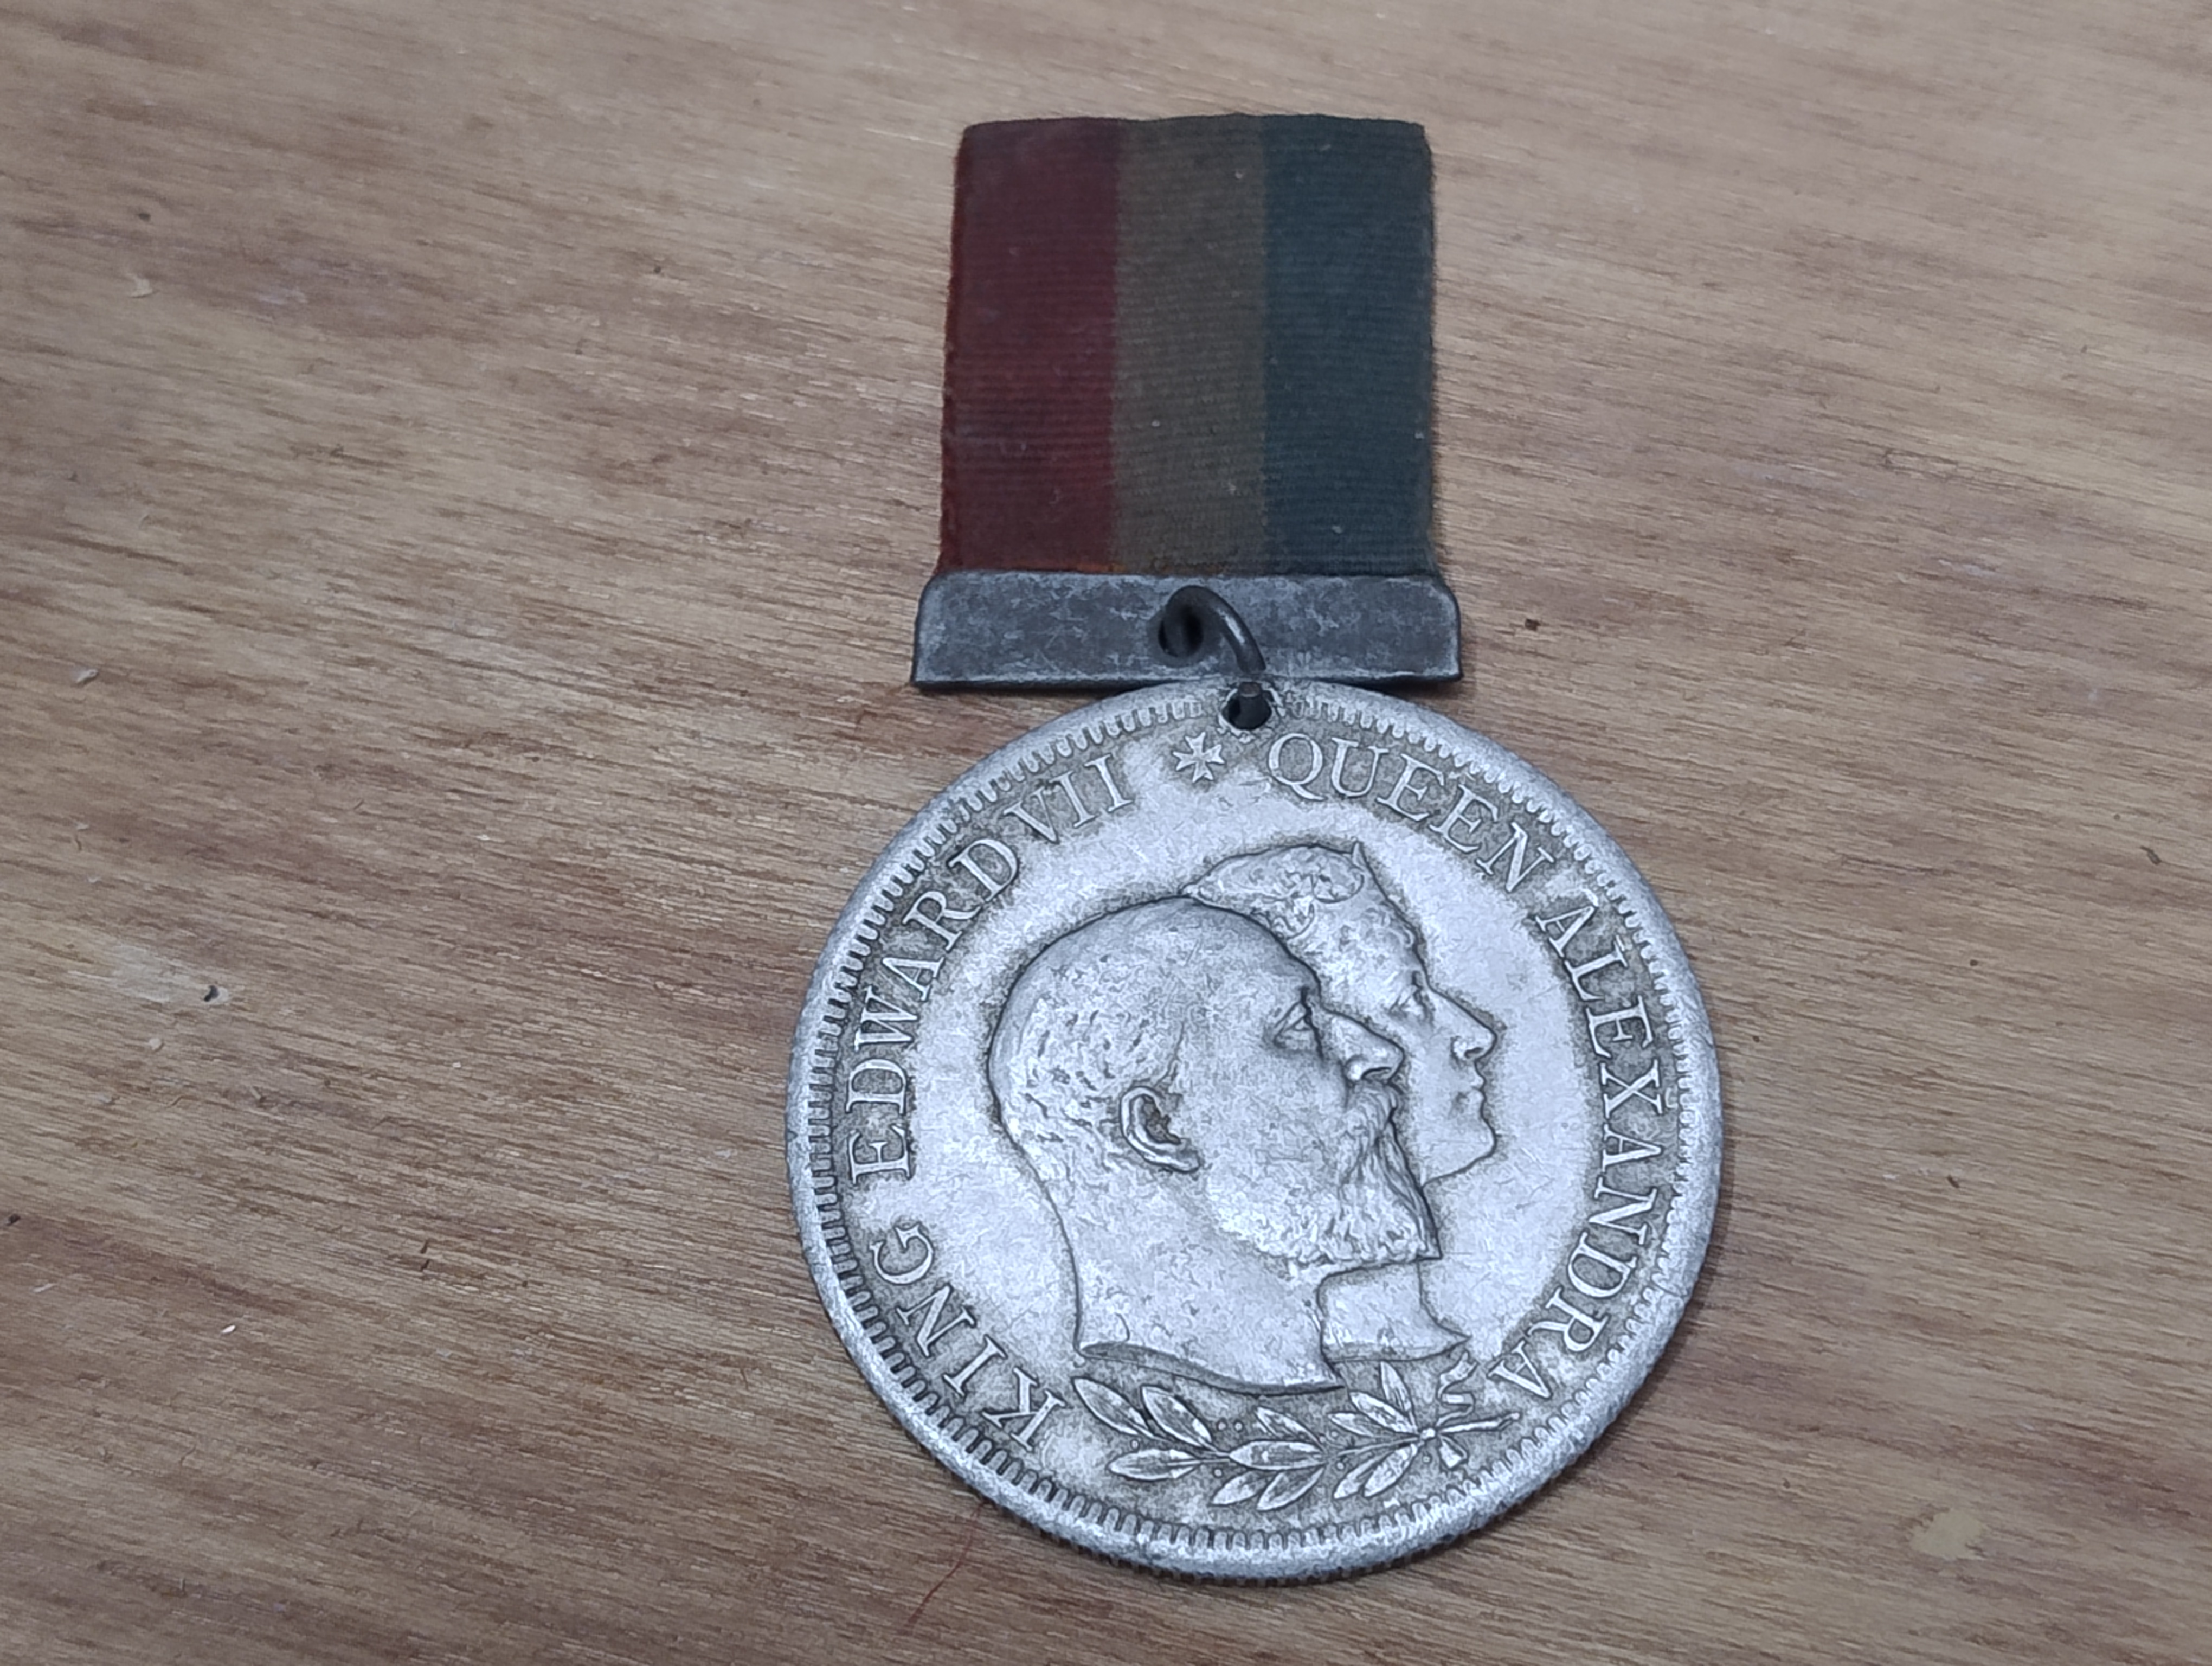 KING EDWARD VII
QUEEN ALEXANDRA